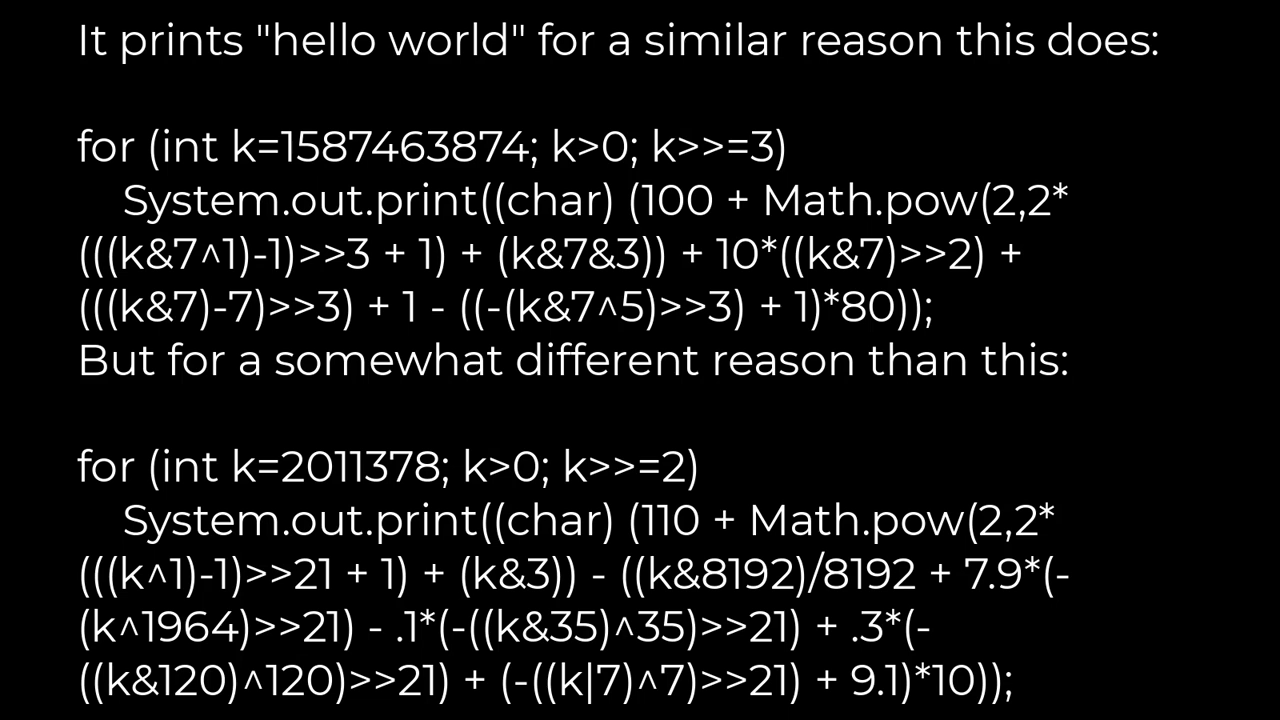 It prints "hello world" for a similar reason this does:
for (int k=1587463874; k>0; k>>=3)
System.out.print((char) (100 + Math.pow(2,2*
(((k&7^1)-1)>>3 + 1) + (k&7&3)) + 10*((k&7)>>2) +
(((k&7)-7)>>3) + 1 - ((-(k&7^5)>>3) + 1)*80));
But for a somewhat different reason than this:
for (int k=2011378; k>0; k>>=2)
System.out.print((char) (110 + Math.pow(2,2*
(((k^1)-1)>>21 + 1) + (k&3)) - ((k&8192)/8192 + 7.9*(-
(k^1964)>>21) - .1*(-((k&35)^35)>>21) + .3*(-
((k&120)^120)>>21) + (-((k|7)^7)>>21) + 9.1)*10));